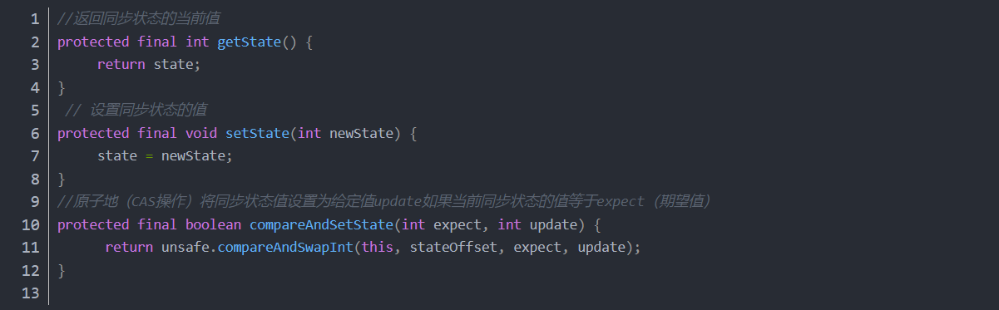 1 //返回同步状态的当前值
2 protected final int getState() {
3     return state;
4 }
5  // 设置同步状态的值
6 protected final void setState(int newState) {
7     state = newState;
8 }
9 //原子地（CAS操作）将同步状态值设置为给定值update如果当前同步状态的值等于expect（期望值）
10 protected final boolean compareAndSetState(int expect, int update) {
11      return unsafe.compareAndSwapInt(this, stateOffset, expect, update);
12 }
13